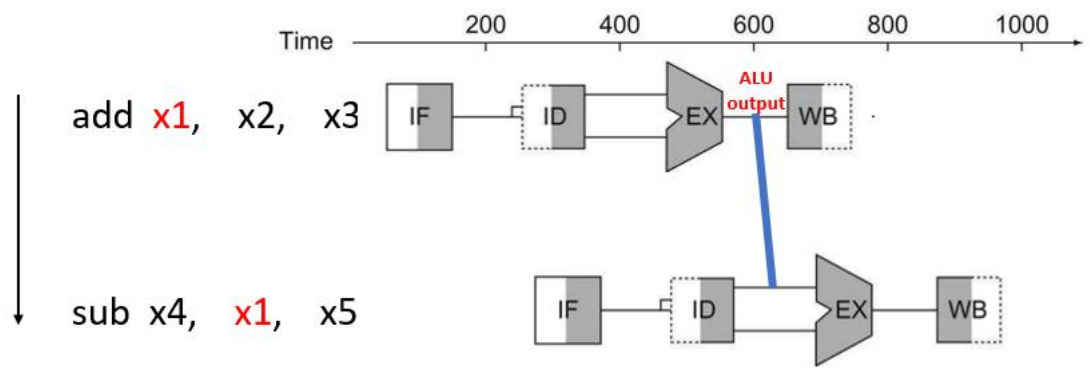 Time 200 400 600 800 1000
add x1, x2, x3 IF ID EX ALU output WB
sub x4, x1, x5 IF ID EX WB